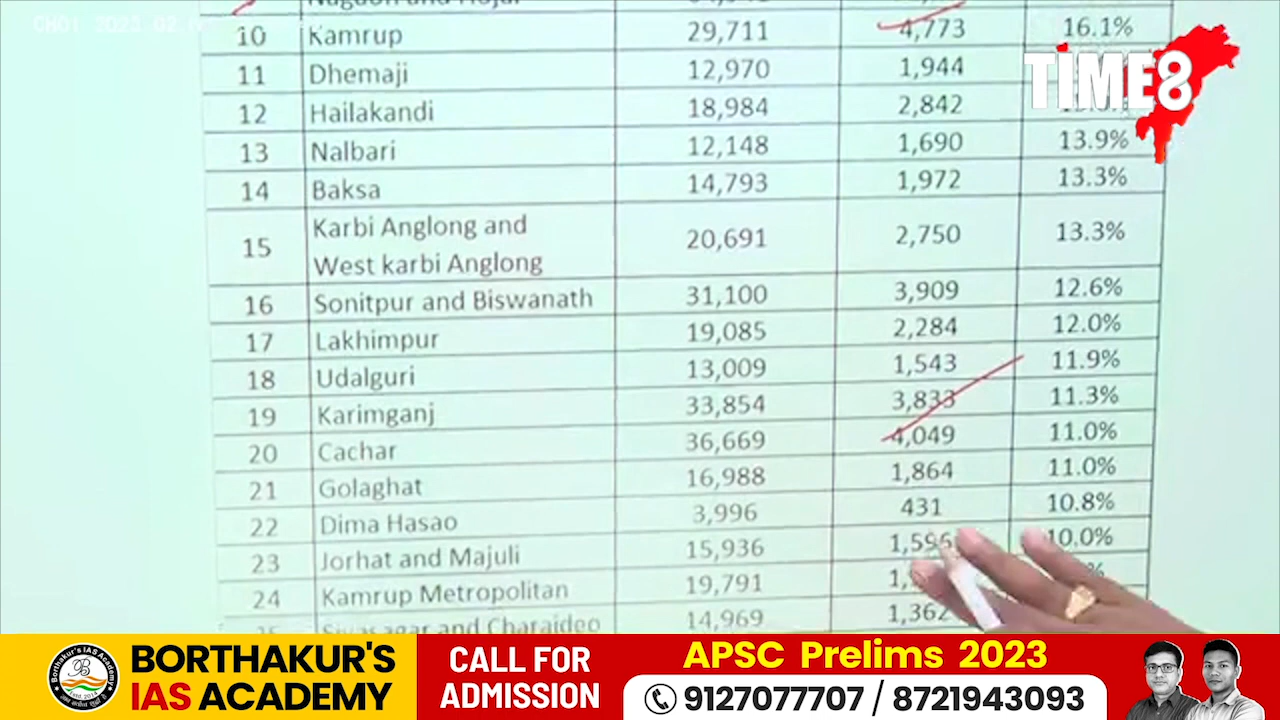 CH01 2023 02
Nagaon and Hojai
10 Kamrup 29,711 4,773 16.1%
11 Dhemaji 12,970 1,944
12 Hailakandi 18,984 2,842
13 Nalbari 12,148 1,690 13.9%
14 Baksa 14,793 1,972 13.3%
15 Karbi Anglong and
West karbi Anglong 20,691 2,750 13.3%
16 Sonitpur and Biswanath 31,100 3,909 12.6%
17 Lakhimpur 19,085 2,284 12.0%
18 Udalguri 13,009 1,543 11.9%
19 Karimganj 33,854 3,833 11.3%
20 Cachar 36,669 4,049 11.0%
21 Golaghat 16,988 1,864 11.0%
22 Dima Hasao 3,996 431 10.8%
23 Jorhat and Majuli 15,936 1,596 10.0%
24 Kamrup Metropolitan 19,791
Sivasagar and Charaideo 14,969 1,362
TIME8
BORTHAKUR'S
IAS ACADEMY
CALL FOR
ADMISSION
APSC Prelims 2023
9127077707 / 8721943093